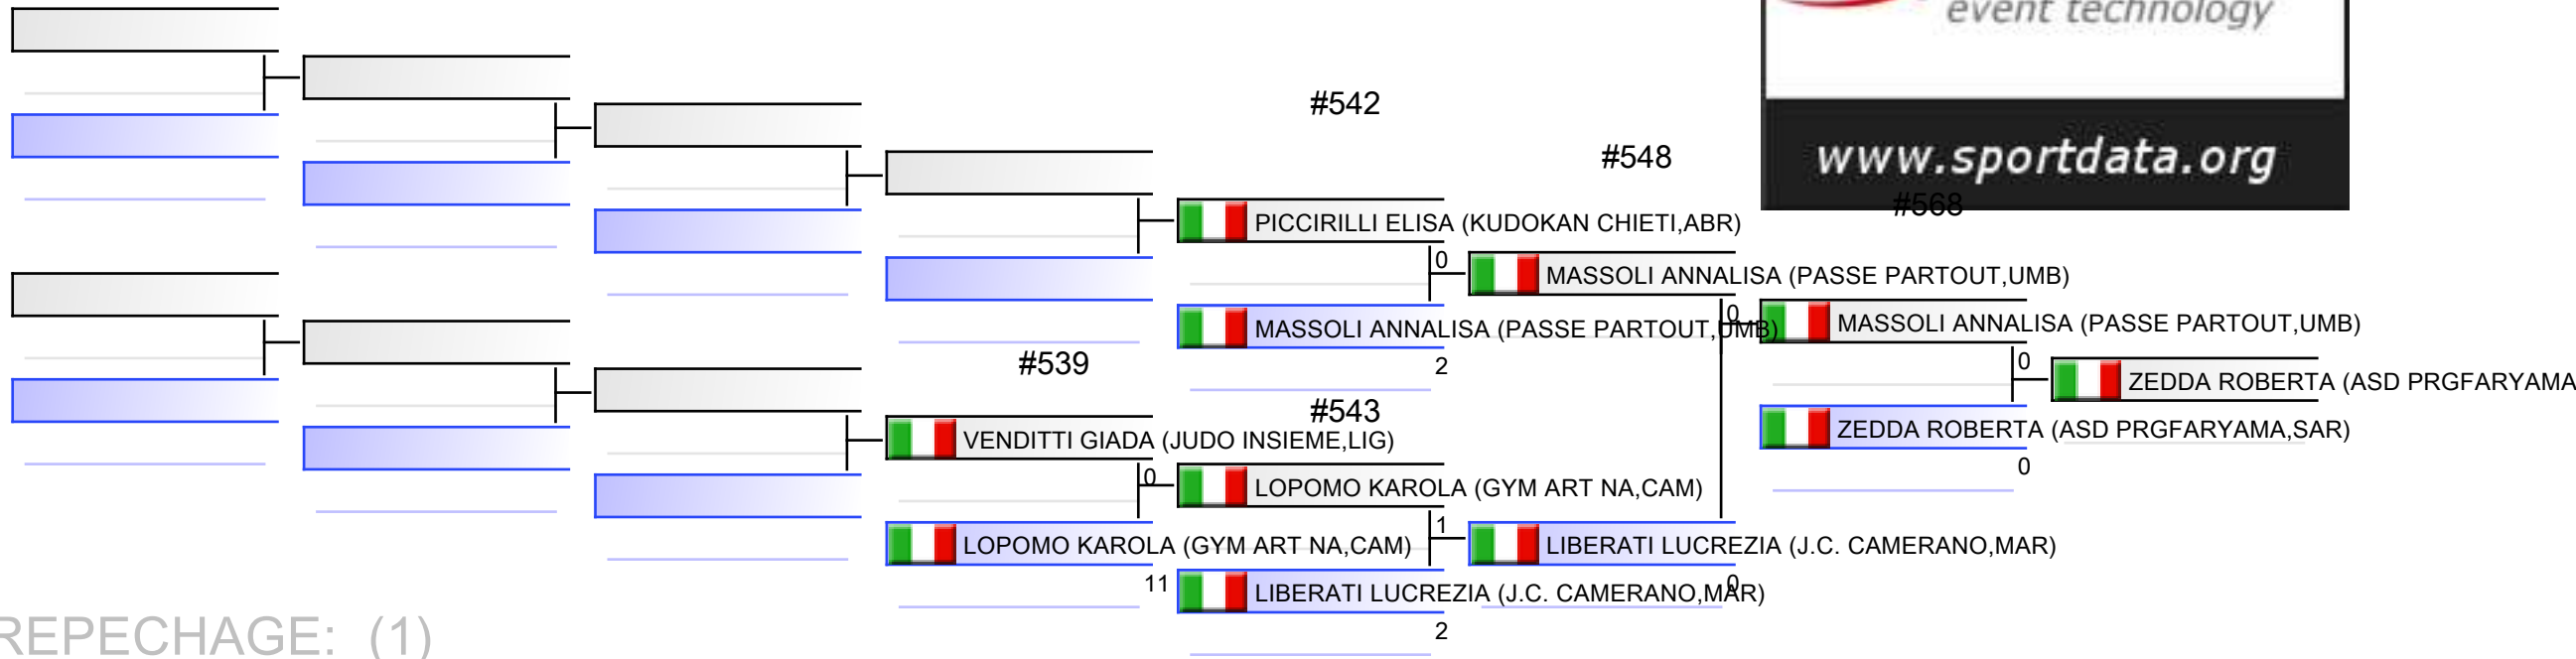 event technology
#542
#548
www.sportdata.org
#568
PICCIRILLI ELISA (KUDOKAN CHIETI,ABR)
0
MASSOLI ANNALISA (PASSE PARTOUT,UMB)
0
MASSOLI ANNALISA (PASSE PARTOUT,UMB)
MASSOLI ANNALISA (PASSE PARTOUT,UMB)
#539
2
0
ZEDDA ROBERTA (ASD PRGFARYAMA
#543
ZEDDA ROBERTA (ASD PRGFARYAMA,SAR)
VENDITTI GIADA (JUDO INSIEME,LIG)
0
0
LOPOMO KAROLA (GYM ART NA,CAM)
1
LOPOMO KAROLA (GYM ART NA,CAM)
LIBERATI LUCREZIA (J.C. CAMERANO,MAR)
11
0
LIBERATI LUCREZIA (J.C. CAMERANO,MAR)
2
REPECHAGE: (1)